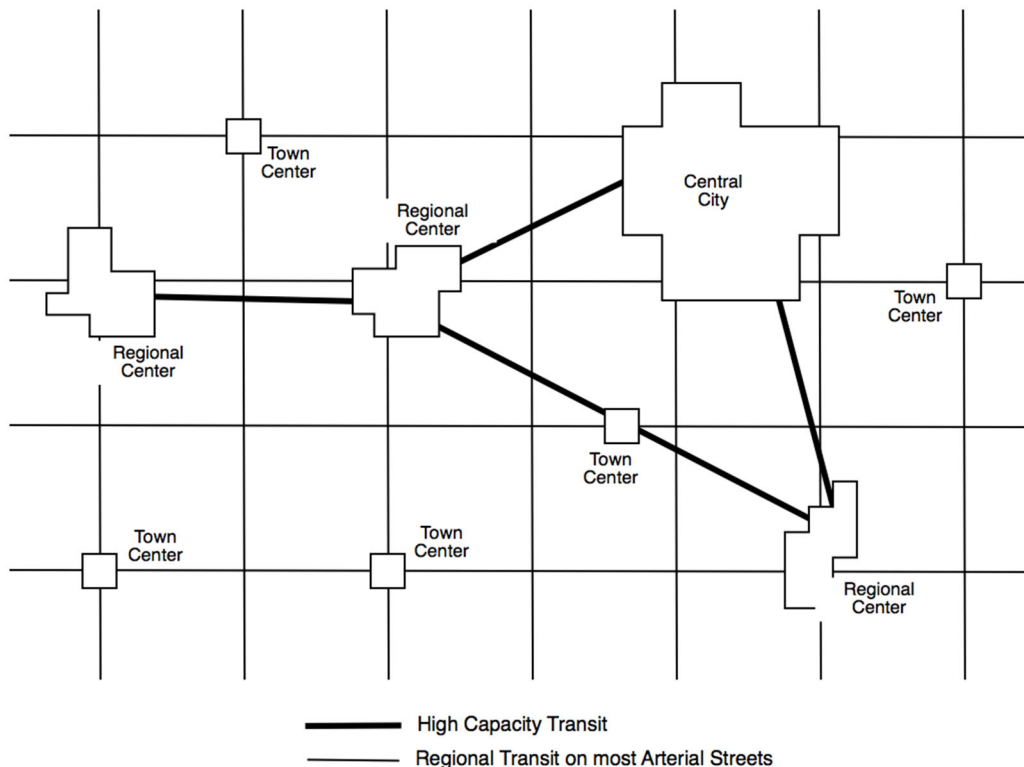 Town
Center
Regional
Center
Central
City
Town
Center
Regional
Center
Town
Center
Town
Center
Town
Center
Regional
Center
High Capacity Transit
Regional Transit on most Arterial Streets